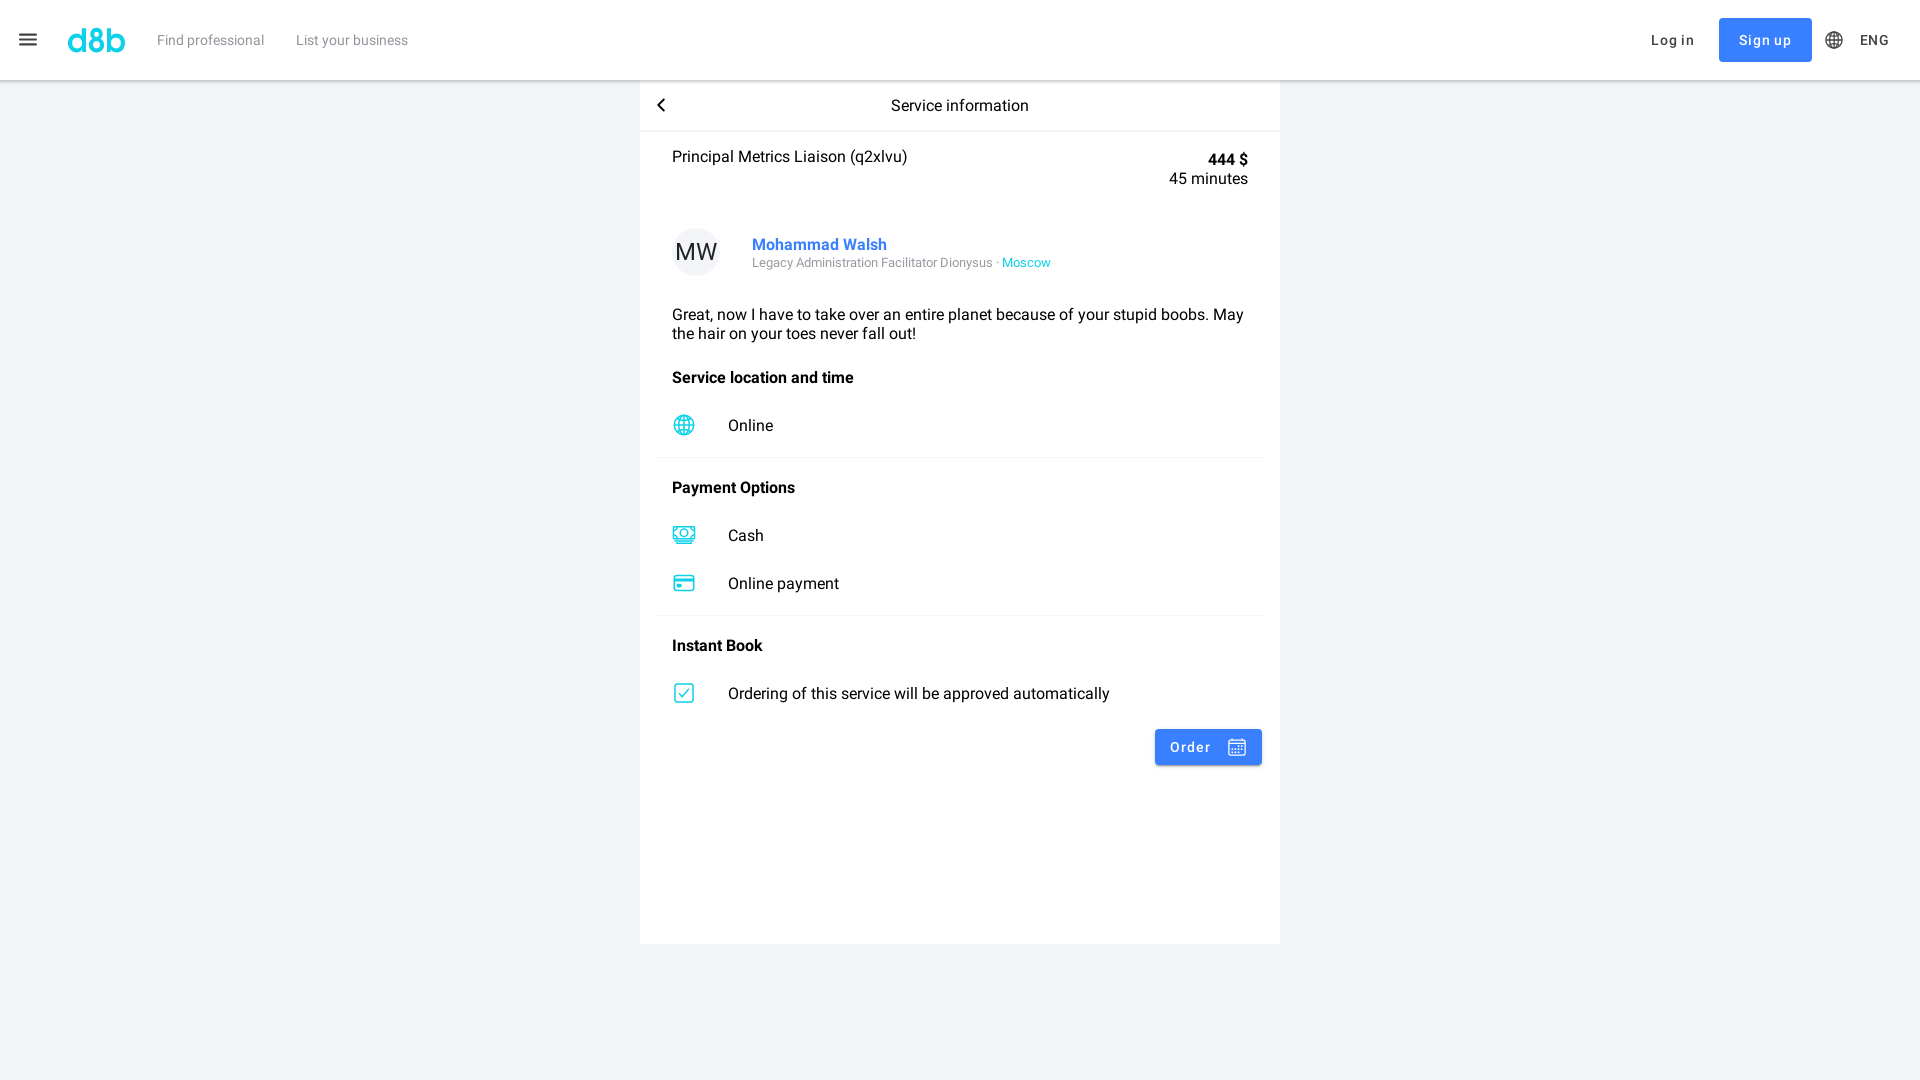 d8b
Find professional
List your business
Log in
Sign up
ENG
Service information
Principal Metrics Liaison (q2xlvu)
444 $
45 minutes
MW
Mohammad Walsh
Legacy Administration Facilitator Dionysus · Moscow
Great, now I have to take over an entire planet because of your stupid boobs. May
the hair on your toes never fall out!
Service location and time
Online
Payment Options
Cash
Online payment
Instant Book
Ordering of this service will be approved automatically
Order